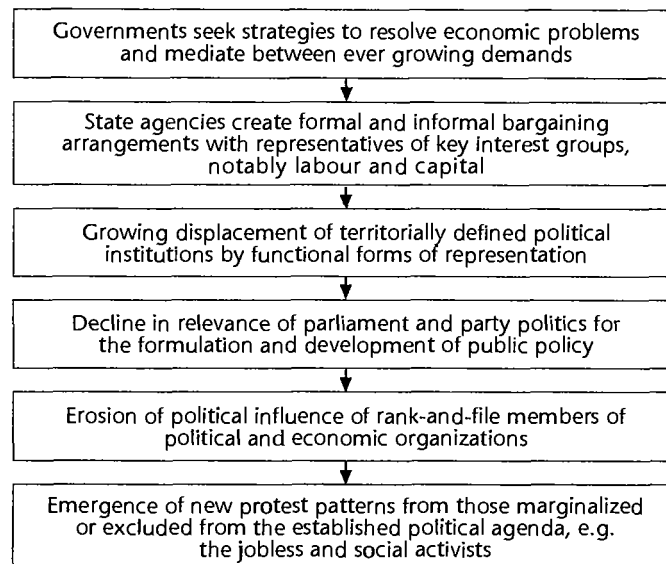 Governments seek strategies to resolve economic problems
and mediate between ever growing demands
State agencies create formal and informal bargaining
arrangements with representatives of key interest groups,
notably labour and capital
Growing displacement of territorially defined political
institutions by functional forms of representation
Decline in relevance of parliament and party politics for
the formulation and development of public policy
Erosion of political influence of rank-and-file members of
political and economic organizations
Emergence of new protest patterns from those marginalized
or excluded from the established political agenda, e.g.
the jobless and social activists